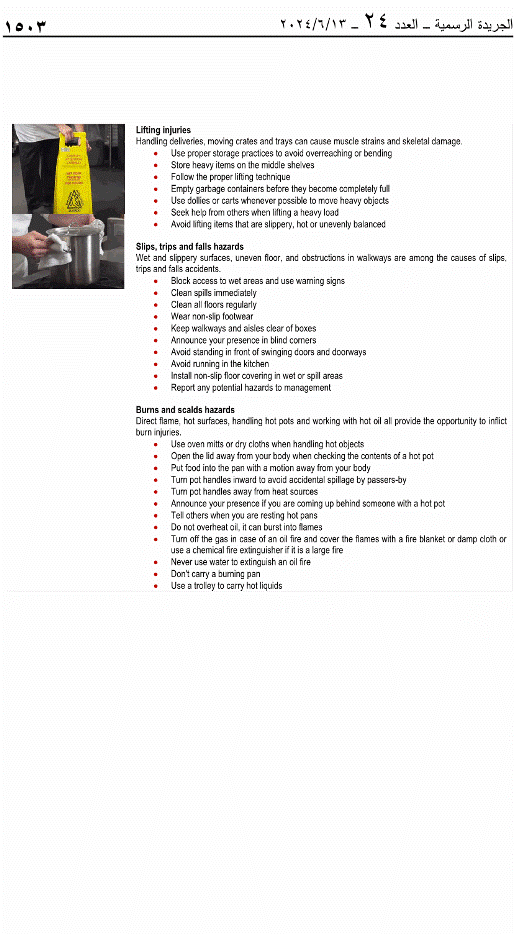 الجريدة الرسمية – العدد ٢٤ – ٢٠٢٤/٦/١٣
١٥٠٣
Lifting injuries
Handling deliveries, moving crates and trays can cause muscle strains and skeletal damage.
• Use proper storage practices to avoid overreaching or bending
• Store heavy items on the middle shelves
• Follow the proper lifting technique
• Empty garbage containers before they become completely full
• Use dollies or carts whenever possible to move heavy objects
• Seek help from others when lifting a heavy load
• Avoid lifting items that are slippery, hot or unevenly balanced
Slips, trips and falls hazards
Wet and slippery surfaces, uneven floor, and obstructions in walkways are among the causes of slips,
trips and falls accidents.
• Block access to wet areas and use warning signs
• Clean spills immediately
• Clean all floors regularly
• Wear non-slip footwear
• Keep walkways and aisles clear of boxes
• Announce your presence in blind corners
• Avoid standing in front of swinging doors and doorways
• Avoid running in the kitchen
• Install non-slip floor covering in wet or spill areas
• Report any potential hazards to management
Burns and scalds hazards
Direct flame, hot surfaces, handling hot pots and working with hot oil all provide the opportunity to inflict
burn injuries.
• Use oven mitts or dry cloths when handling hot objects
• Open the lid away from your body when checking the contents of a hot pot
• Put food into the pan with a motion away from your body
• Turn pot handles inward to avoid accidental spillage by passers-by
• Turn pot handles away from heat sources
• Announce your presence if you are coming up behind someone with a hot pot
• Tell others when you are resting hot pans
• Do not overheat oil, it can burst into flames
• Turn off the gas in case of an oil fire and cover the flames with a fire blanket or damp cloth or
use a chemical fire extinguisher if it is a large fire
• Never use water to extinguish an oil fire
• Don't carry a burning pan
• Use a trolley to carry hot liquids